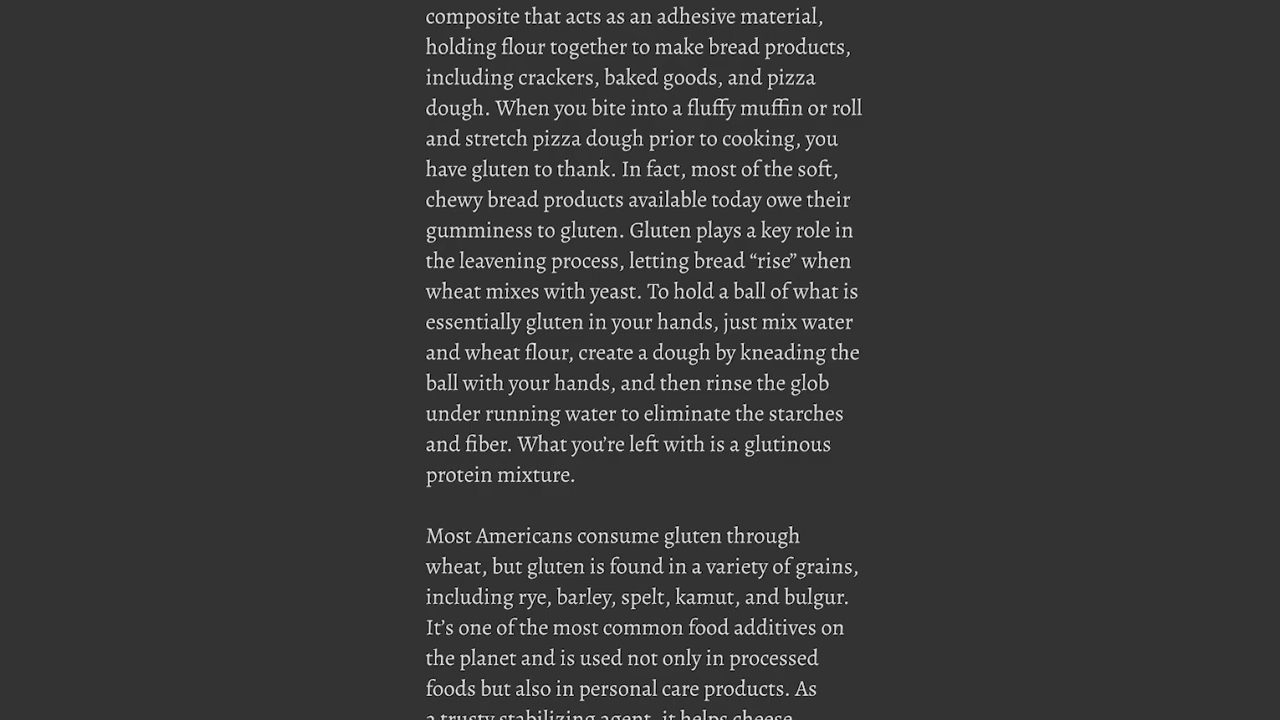 composite that acts as an adhesive material,
holding flour together to make bread products,
including crackers, baked goods, and pizza
dough. When you bite into a fluffy muffin or roll
and stretch pizza dough prior to cooking, you
have gluten to thank. In fact, most of the soft,
chewy bread products available today owe their
gumminess to gluten. Gluten plays a key role in
the leavening process, letting bread “rise” when
wheat mixes with yeast. To hold a ball of what is
essentially gluten in your hands, just mix water
and wheat flour, create a dough by kneading the
ball with your hands, and then rinse the glob
under running water to eliminate the starches
and fiber. What you’re left with is a glutinous
protein mixture.
Most Americans consume gluten through
wheat, but gluten is found in a variety of grains,
including rye, barley, spelt, kamut, and bulgur.
It’s one of the most common food additives on
the planet and is used not only in processed
foods but also in personal care products. As
a trusty stabilizing agent, it helps cheese